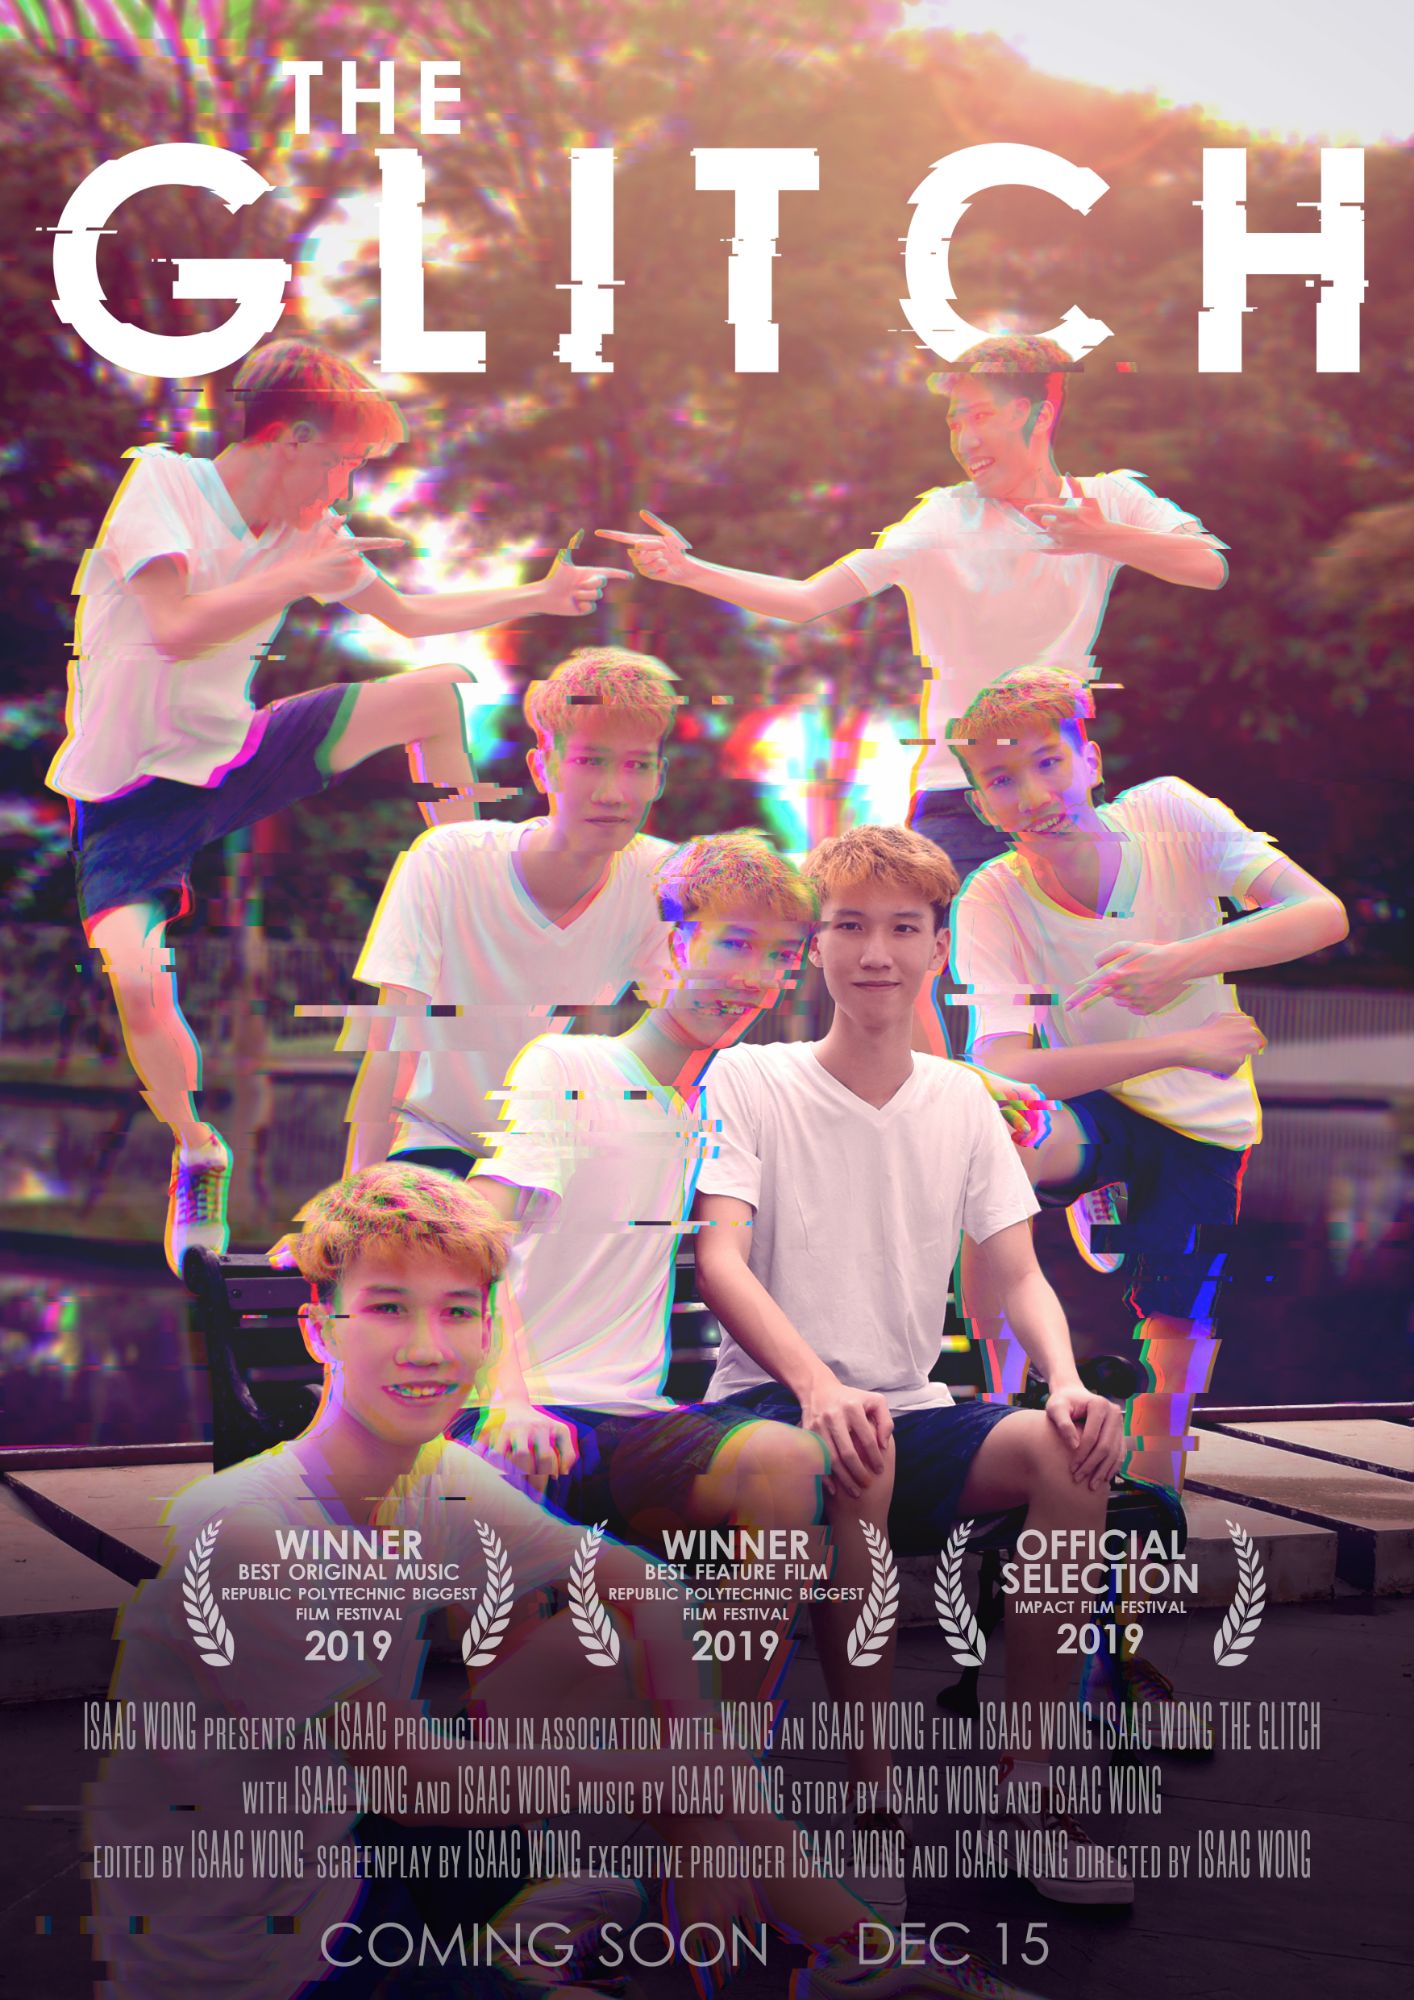 THE
GLITCH
WINNER
BEST ORIGINAL MUSIC
REPUBLIC POLYTECHNIC BIGGEST
FILM FESTIVAL
2019
WINNER
BEST FEATURE FILM
REPUBLIC POLYTECHNIC BIGGEST
FILM FESTIVAL
2019
OFFICIAL
SELECTION
IMPACT FILM FESTIVAL
2019
ISAAC WONG PRESENTS AN ISAAC PRODUCTION IN ASSOCIATION WITH WONG AN ISAAC WONG FILM ISAAC WONG ISAAC WONG THE GLITCH
WITH ISAAC WONG AND ISAAC WONG MUSIC BY ISAAC WONG STORY BY ISAAC WONG AND ISAAC WONG
EDITED BY ISAAC WONG SCREENPLAY BY ISAAC WONG EXECUTIVE PRODUCER ISAAC WONG AND ISAAC WONG DIRECTED BY ISAAC WONG
COMING SOON DEC 15